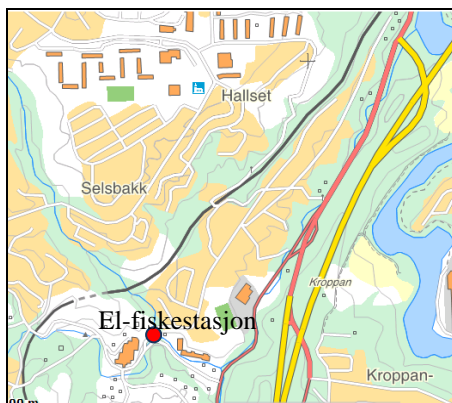 Hallset
Selsbakk
Kroppan
El-fiskestasjon
Kroppan-